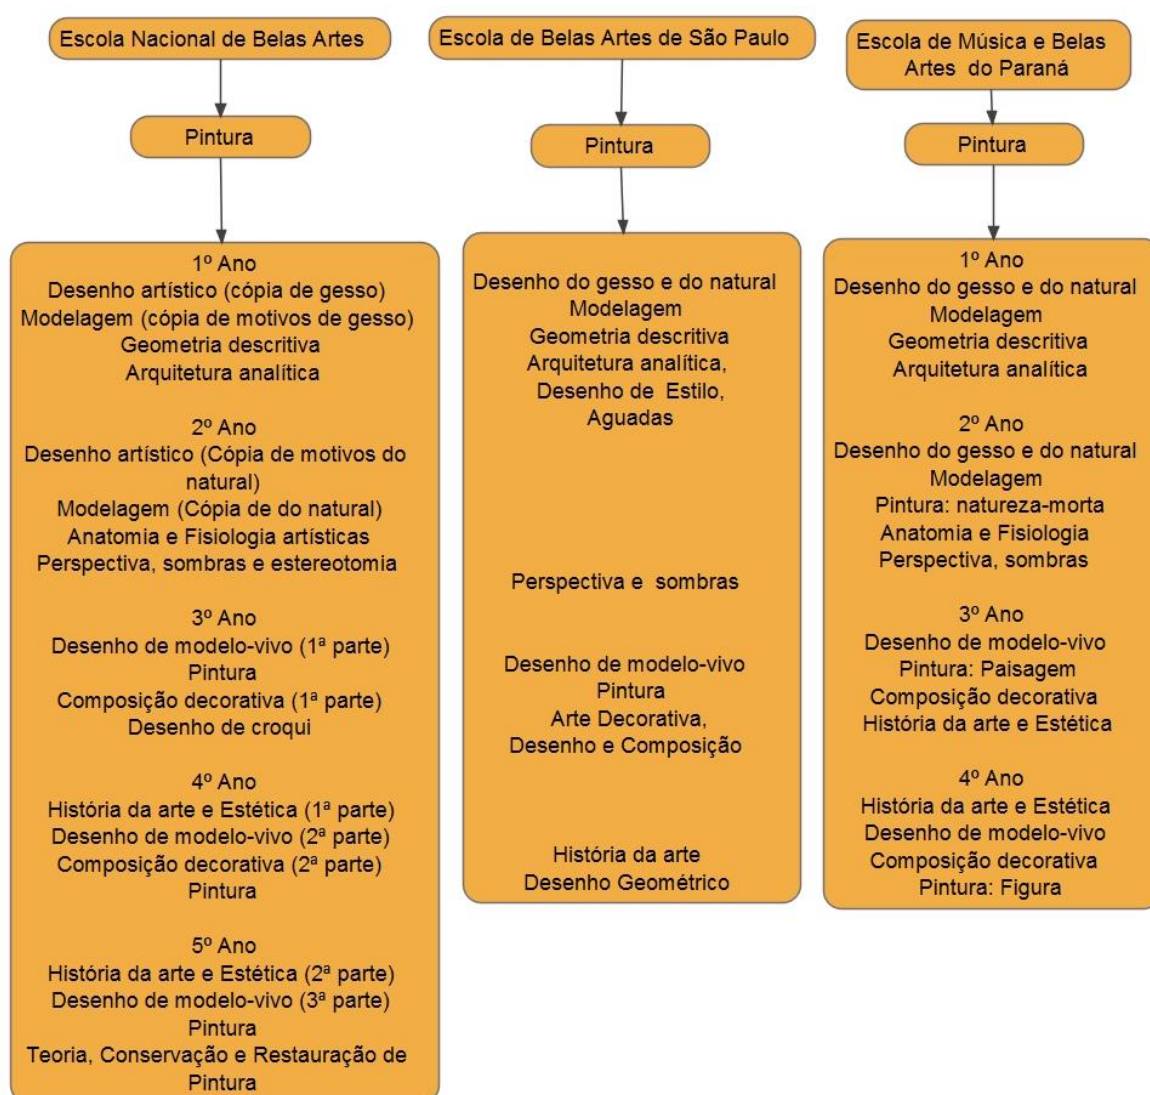 Escola Nacional de Belas Artes
Pintura
1º Ano
Desenho artístico (cópia de gesso)
Modelagem (cópia de motivos de gesso)
Geometria descritiva
Arquitetura analítica
2º Ano
Desenho artístico (Cópia de motivos do
natural)
Modelagem (Cópia de do natural)
Anatomia e Fisiologia artísticas
Perspectiva, sombras e estereotomia
3º Ano
Desenho de modelo-vivo (1ª parte)
Pintura
Composição decorativa (1ª parte)
Desenho de croqui
4º Ano
História da arte e Estética (1ª parte)
Desenho de modelo-vivo (2ª parte)
Composição decorativa (2ª parte)
Pintura
5º Ano
História da arte e Estética (2ª parte)
Desenho de modelo-vivo (3ª parte)
Pintura
Teoria, Conservação e Restauração de
Pintura
Escola de Belas Artes de São Paulo
Pintura
Desenho do gesso e do natural
Modelagem
Geometria descritiva
Arquitetura analítica,
Desenho de Estilo,
Aguadas
Perspectiva e sombras
Desenho de modelo-vivo
Pintura
Arte Decorativa,
Desenho e Composição
História da arte
Desenho Geométrico
Escola de Música e Belas
Artes do Paraná
Pintura
1º Ano
Desenho do gesso e do natural
Modelagem
Geometria descritiva
Arquitetura analítica
2º Ano
Desenho do gesso e do natural
Modelagem
Pintura: natureza-morta
Anatomia e Fisiologia
Perspectiva, sombras
3º Ano
Desenho de modelo-vivo
Pintura: Paisagem
Composição decorativa
História da arte e Estética
4º Ano
História da arte e Estética
Desenho de modelo-vivo
Composição decorativa
Pintura: Figura